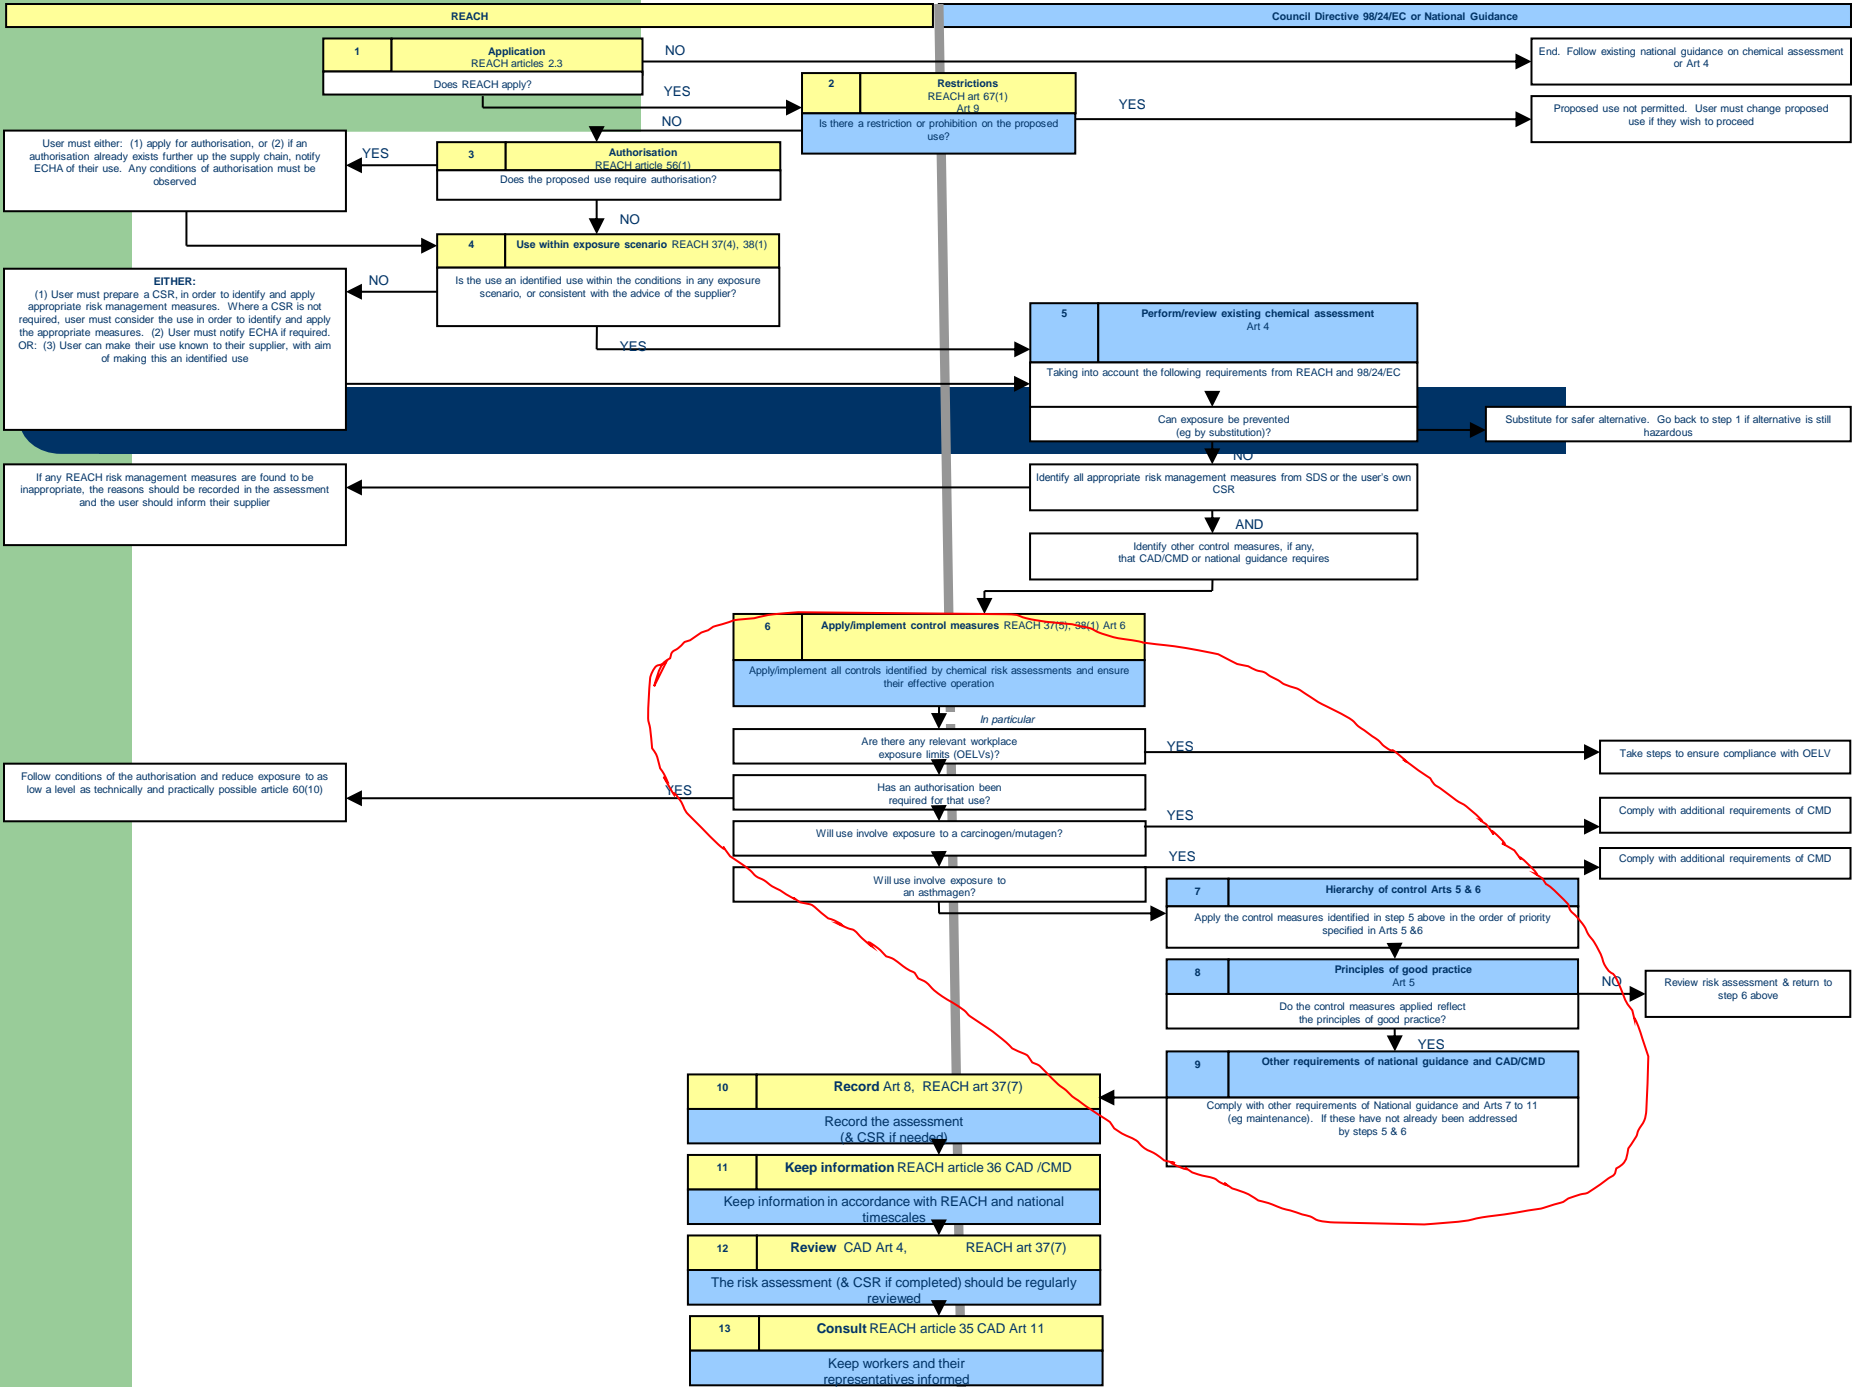 REACH
Council Directive 98/24/EC or National Guidance
1
Application
REACH articles 2.3
Does REACH apply?
NO
End. Follow existing national guidance on chemical assessment
or Art 4
YES
2
Restrictions
REACH art 67(1)
Art 9
Is there a restriction or prohibition on the proposed
use?
YES
Proposed use not permitted. User must change proposed
use if they wish to proceed
NO
3
Authorisation
REACH article 56(1)
Does the proposed use require authorisation?
YES
User must either: (1) apply for authorisation, or (2) if an
authorisation already exists further up the supply chain, notify
ECHA of their use. Any conditions of authorisation must be
observed
NO
4
Use within exposure scenario REACH 37(4), 38(1)
Is the use an identified use within the conditions in any exposure
scenario, or consistent with the advice of the supplier?
NO
EITHER:
(1) User must prepare a CSR, in order to identify and apply
appropriate risk management measures. Where a CSR is not
required, user must consider the use in order to identify and apply
the appropriate measures. (2) User must notify ECHA if required.
OR: (3) User can make their use known to their supplier, with aim
of making this an identified use
YES
5
Perform/review existing chemical assessment
Art 4
Taking into account the following requirements from REACH and 98/24/EC
Can exposure be prevented
(eg by substitution)?
Substitute for safer alternative. Go back to step 1 if alternative is still
hazardous
NO
Identify all appropriate risk management measures from SDS or the user's own
CSR
If any REACH risk management measures are found to be
inappropriate, the reasons should be recorded in the assessment
and the user should inform their supplier
AND
Identify other control measures, if any,
that CAD/CMD or national guidance requires
6
Apply/implement control measures REACH 37(5), 38(1) Art 6
Apply/implement all controls identified by chemical risk assessments and ensure
their effective operation
In particular
Are there any relevant workplace
exposure limits (OELVs)?
YES
Take steps to ensure compliance with OELV
Has an authorisation been
required for that use?
YES
Follow conditions of the authorisation and reduce exposure to as
low a level as technically and practically possible article 60(10)
Will use involve exposure to a carcinogen/mutagen?
YES
Comply with additional requirements of CMD
Will use involve exposure to
an asthmagen?
YES
Comply with additional requirements of CMD
7
Hierarchy of control Arts 5 & 6
Apply the control measures identified in step 5 above in the order of priority
specified in Arts 5 &6
8
Principles of good practice
Art 5
Do the control measures applied reflect
the principles of good practice?
NO
Review risk assessment & return to
step 6 above
YES
9
Other requirements of national guidance and CAD/CMD
Comply with other requirements of National guidance and Arts 7 to 11
(eg maintenance). If these have not already been addressed
by steps 5 & 6
10
Record Art 8, REACH art 37(7)
Record the assessment
(& CSR if needed)
11
Keep information REACH article 36 CAD /CMD
Keep information in accordance with REACH and national
timescales
12
Review CAD Art 4, REACH art 37(7)
The risk assessment (& CSR if completed) should be regularly
reviewed
13
Consult REACH article 35 CAD Art 11
Keep workers and their
representatives informed